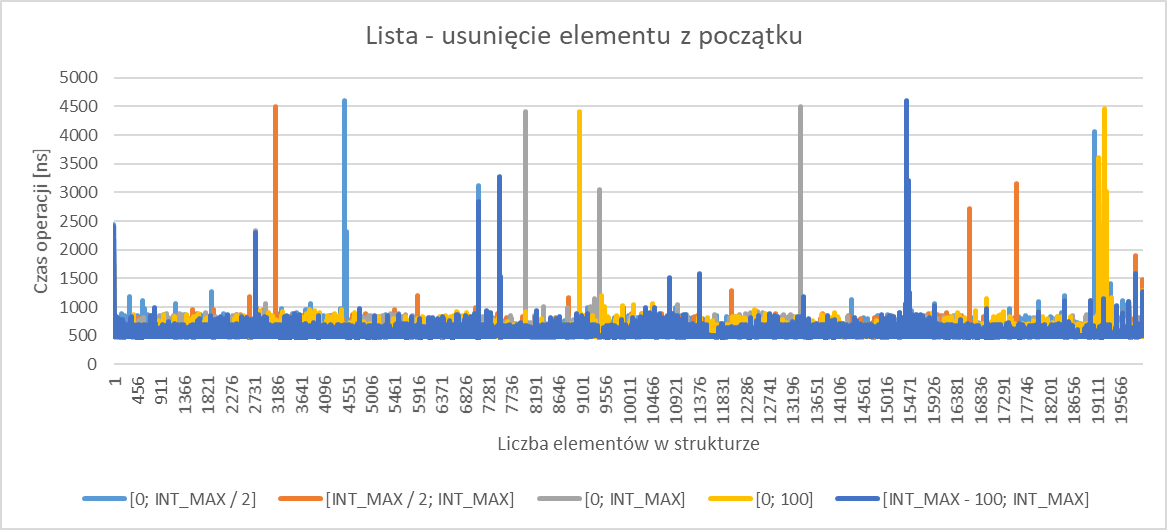 Lista - usunięcie elementu z początku
Czas operacji [ns]
5000
4500
4000
3500
3000
2500
2000
1500
1000
500
0
1 456 911 1366 1821 2276 2731 3186 3641 4096 4551 5006 5461 5916 6371 6826 7281 7736 8191 8646 9101 9556 10011 10466 10921 11376 11831 12286 12741 13196 13651 14106 14561 15016 15471 15926 16381 16836 17291 17746 18201 18656 19111 19566
Liczba elementów w strukturze
[0; INT_MAX / 2] [INT_MAX / 2; INT_MAX] [0; INT_MAX] [0; 100] [INT_MAX - 100; INT_MAX]